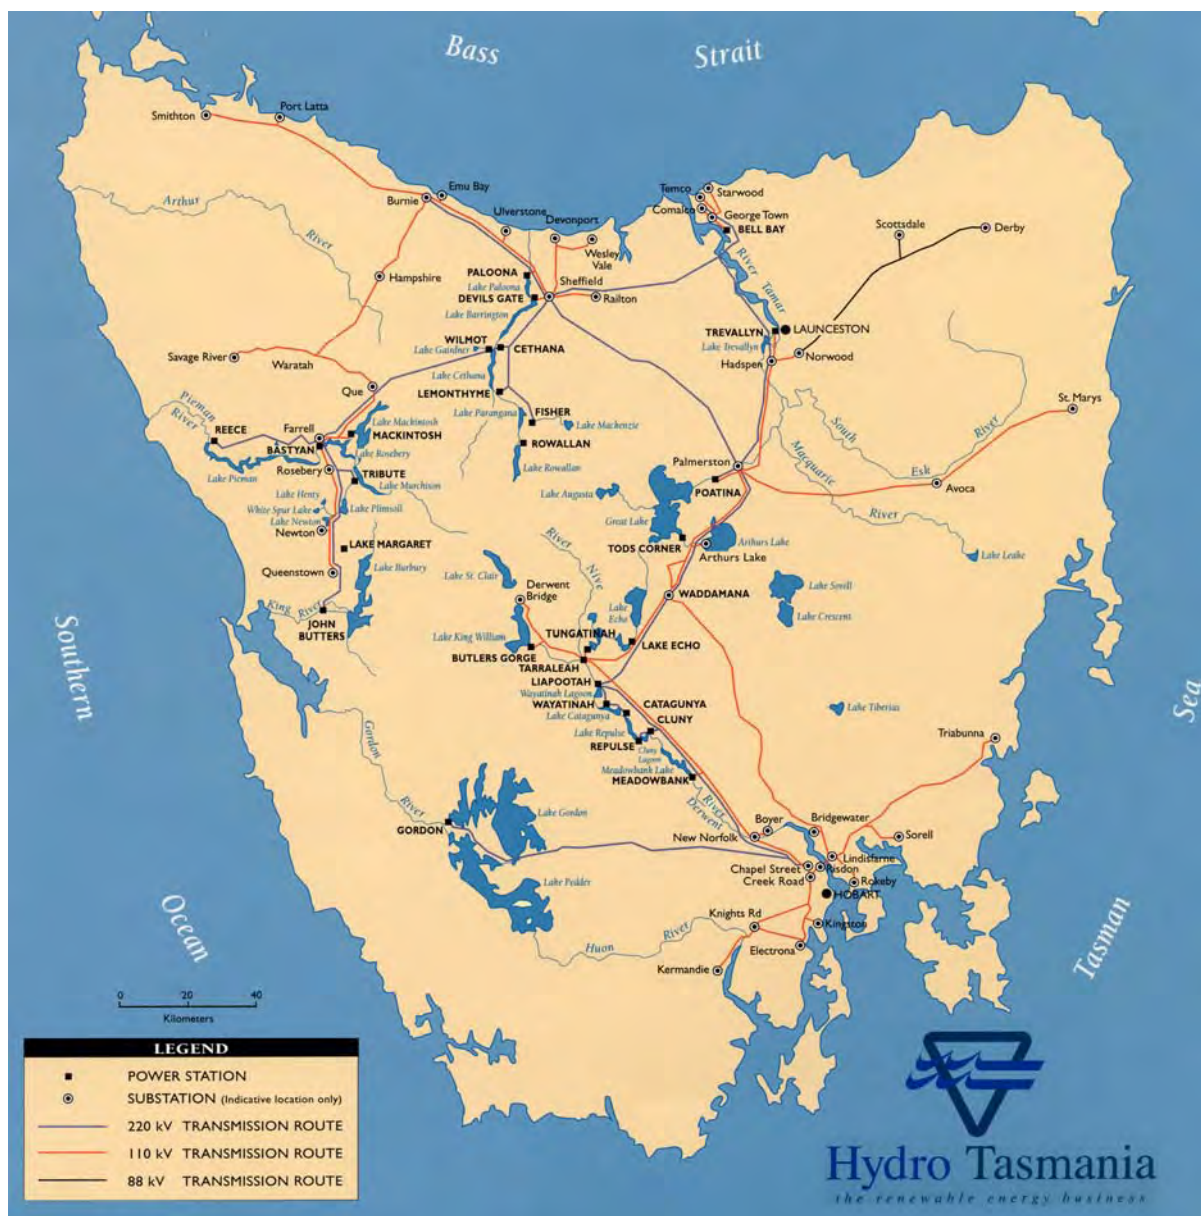 Bass
Strait
Smithton
Port Latta
Emu Bay
Burnie
Arthur
River
Ulverstone
Devonport
Wesley
Vale
Temco
Starwood
Comalco
George Town
BELL BAY
Scottsdale
Derby
River
Tamar
Hampshire
PALOONA
Lake Paloona
DEVILS GATE
Sheffield
Railton
Lake Barrington
WILMOT
CETHANA
Lake Gairdner
Lake Cethana
LEMONTHYME
TREVALLYN
LAUNCESTON
Lake Trevallyn
Hadspen
Norwood
Savage River
Waratah
Que
Pieman
River
REECE
Farrell
BASTYAN
Lake Mackintosh
MACKINTOSH
Lake Rosebery
Rosebery
TRIBUTE
Lake Pieman
Lake Murchison
Lake Parangana
FISHER
Lake Mackenzie
ROWALLAN
Lake Rowallan
St. Marys
South
Esk
River
Macquarie
River
Palmerston
POATINA
Avoca
Lake Henty
White Spur Lake
Lake Plimsoll
Lake Newton
Newton
LAKE MARGARET
Queenstown
Lake Burbury
King
River
JOHN
BUTTERS
Lake Augusta
Great Lake
TODS CORNER
Arthurs Lake
Arthurs Lake
Lake Leake
River
Nive
Lake St. Clair
Derwent
Bridge
WADDAMANA
Lake Sorell
Lake Crescent
Lake
Echo
TUNGATINAH
LAKE ECHO
Lake King William
BUTLERS GORGE
TARRALEAH
LIAPOOTAH
Wayatinah Lagoon
WAYATINAH
CATAGUNYA
Lake Catagunya
CLUNY
Lake Repulse
REPULSE
Cluny
Lagoon
Meadowbank Lake
MEADOWBANK
Lake Tiberias
Triabunna
Southern
Ocean
Sea
Tasman
Gordon
River
GORDON
Lake Gordon
Lake Pedder
River
Derwent
New Norfolk
Boyer
Bridgewater
Sorell
Lindisfarne
Chapel Street
Risdon
Creek Road
Rokeby
HOBART
Knights Rd
Kingston
Huon
River
Electrona
Kermandie
0 20 40
Kilometers
LEGEND
POWER STATION
SUBSTATION (Indicative location only)
220 kV TRANSMISSION ROUTE
110 kV TRANSMISSION ROUTE
88 kV TRANSMISSION ROUTE
Hydro Tasmania
the renewable energy business